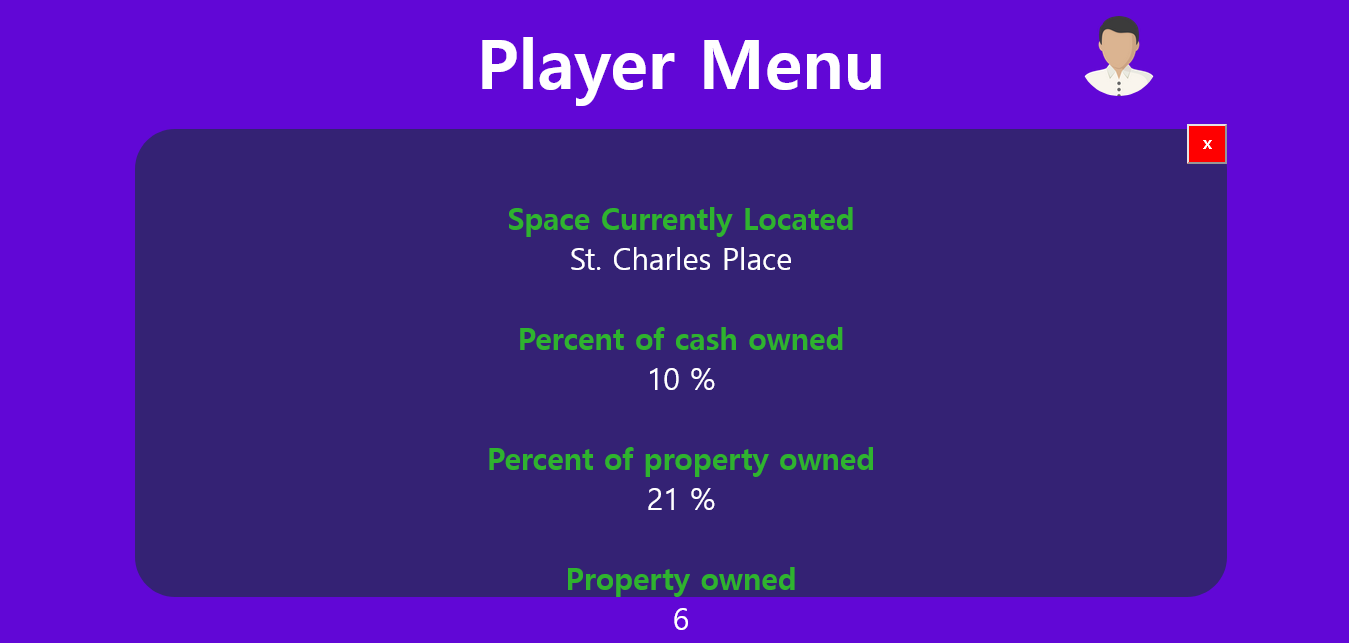 Player Menu
x
Space Currently Located
St. Charles Place
Percent of cash owned
10 %
Percent of property owned
21 %
Property owned
6